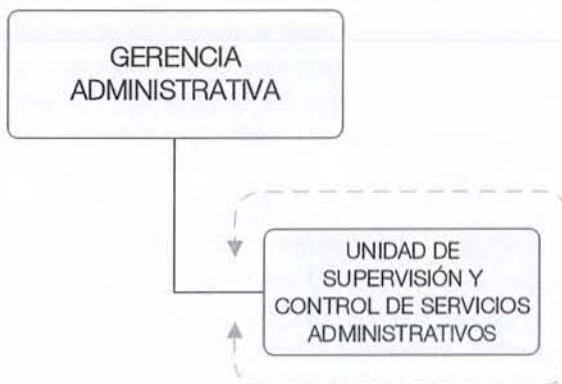 GERENCIA
ADMINISTRATIVA
UNIDAD DE
SUPERVISIÓN Y
CONTROL DE SERVICIOS
ADMINISTRATIVOS